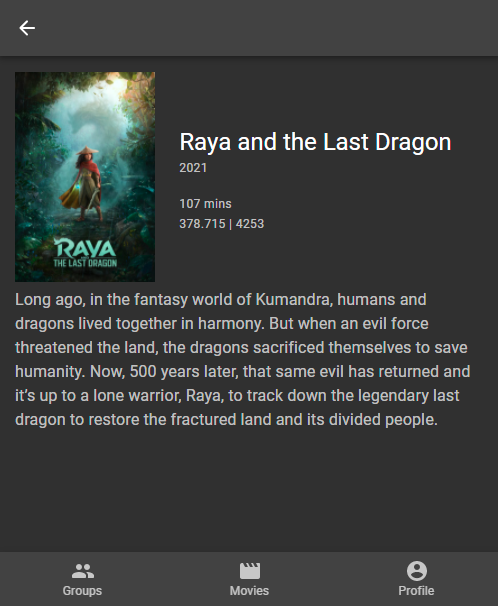 RAYA
THE LAST DRAGON
Raya and the Last Dragon
2021
107 mins
378.715 | 4253
Long ago, in the fantasy world of Kumandra, humans and
dragons lived together in harmony. But when an evil force
threatened the land, the dragons sacrificed themselves to save
humanity. Now, 500 years later, that same evil has returned and
it’s up to a lone warrior, Raya, to track down the legendary last
dragon to restore the fractured land and its divided people.
Groups
Movies
Profile